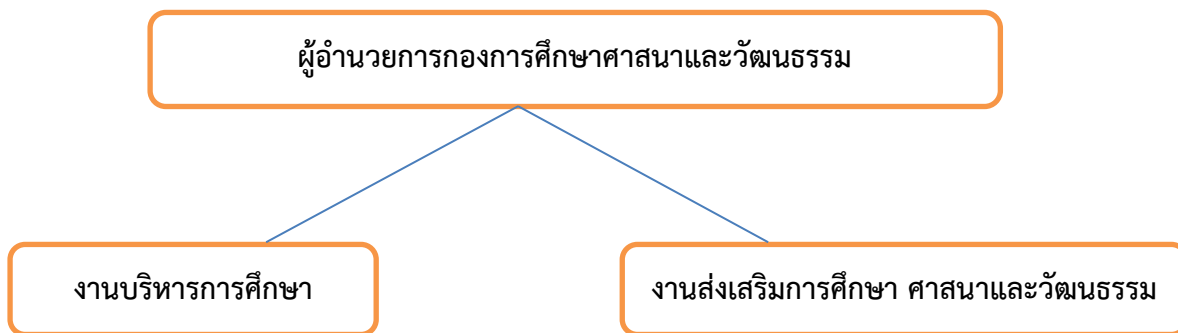 ผู้อำนวยการกองการศึกษาศาสนาและวัฒนธรรม
งานบริหารการศึกษา
งานส่งเสริมการศึกษา ศาสนาและวัฒนธรรม